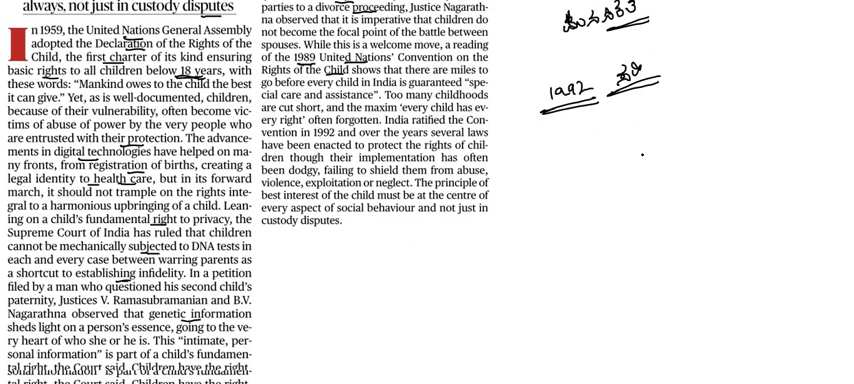 always, not just in custody disputes
In 1959, the United Nations General Assembly
adopted the Declaration of the Rights of the
Child, the first charter of its kind ensuring
basic rights to all children below 18 years, with
these words: “Mankind owes to the child the best
it can give.” Yet, as is well-documented, children,
because of their vulnerability, often become vic-
tims of abuse of power by the very people who
are entrusted with their protection. The advance-
ments in digital technologies have helped on ma-
ny fronts, from registration of births, creating a
legal identity to health care, but in its forward
march, it should not trample on the rights inte-
gral to a harmonious upbringing of a child. Lean-
ing on a child’s fundamental right to privacy, the
Supreme Court of India has ruled that children
cannot be mechanically subjected to DNA tests in
each and every case between warring parents as
a shortcut to establishing infidelity. In a petition
filed by a man who questioned his second child’s
paternity, Justices V. Ramasubramanian and B.V.
Nagarathna observed that genetic information
sheds light on a person’s essence, going to the ve-
ry heart of who she or he is. This “intimate, per-
sonal information” is part of a child’s fundamen-
tal right, the Court said. Children have the right
parties to a divorce proceeding, Justice Nagarath-
na observed that it is imperative that children do
not become the focal point of the battle between
spouses. While this is a welcome move, a reading
of the 1989 United Nations’ Convention on the
Rights of the Child shows that there are miles to
go before every child in India is guaranteed “spe-
cial care and assistance”. Too many childhoods
are cut short, and the maxim ‘every child has ev-
ery right’ often forgotten. India ratified the Con-
vention in 1992 and over the years several laws
have been enacted to protect the rights of chil-
dren though their implementation has often
been dodgy, failing to shield them from abuse,
violence, exploitation or neglect. The principle of
best interest of the child must be at the centre of
every aspect of social behaviour and not just in
custody disputes.
1992